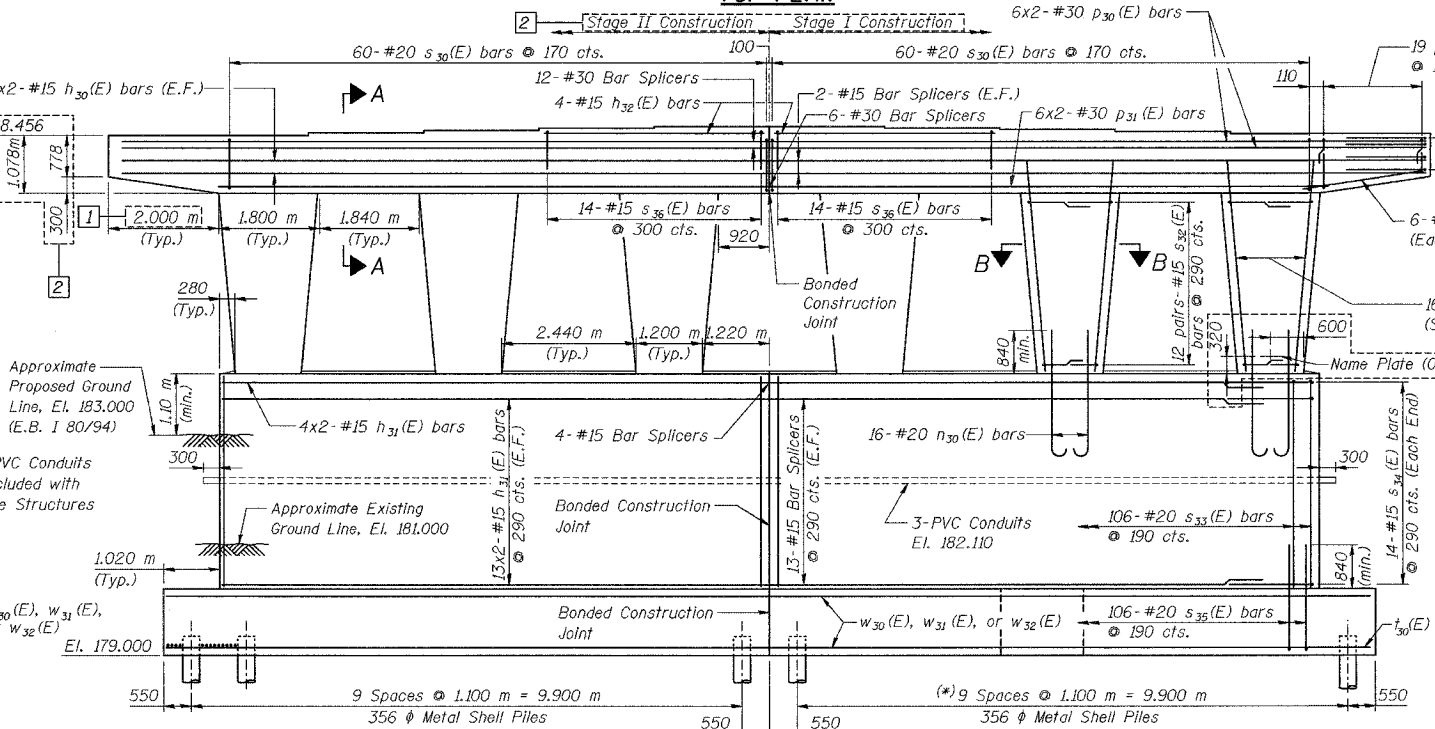 2
Stage II Construction
Stage I Construction
6x2-#30 p30(E) bars
60-#20 s30(E) bars @ 170 cts.
100
60-#20 s30(E) bars @ 170 cts.
110
19
@
x2-#15 h30(E) bars (E.F.)
A
12-#30 Bar Splicers
4-#15 h32(E) bars
2-#15 Bar Splicers (E.F.)
6-#30 Bar Splicers
6x2-#30 p31(E) bars
8.456
1.078m
778
300
1
2.000 m
(Typ.)
1.800 m
(Typ.)
1.840 m
(Typ.)
A
14-#15 s36(E) bars
@ 300 cts.
14-#15 s36(E) bars
@ 300 cts.
920
B
B
12 pairs-#15 s32(E)
bars @ 290 cts.
6-#
(Ea
2
280
(Typ.)
Bonded
Construction
Joint
16
(S
2.440 m
(Typ.)
1.200 m
(Typ.)
1.220 m
840
min.
320
600
Name Plate (O
Approximate
Proposed Ground
Line, El. 183.000
(E.B. I 80/94)
1.10 m
(min.)
4x2-#15 h31(E) bars
4-#15 Bar Splicers
16-#20 n30(E) bars
300
300
PVC Conduits
cluded with
e Structures
Approximate Existing
Ground Line, El. 181.000
13x2-#15 h31(E) bars
@ 290 cts. (E.F.)
Bonded Construction
Joint
13-#15 Bar Splicers
@ 290 cts. (E.F.)
3-PVC Conduits
El. 182.110
106-#20 s33(E) bars
@ 190 cts.
14-#15 s34(E) bars
@ 290 cts. (Each End)
1.020 m
(Typ.)
840
(min.)
30(E), w31(E),
w32(E)
Bonded Construction
Joint
w30(E), w31(E), or w32(E)
106-#20 s35(E) bars
@ 190 cts.
t30(E)
El. 179.000
550
9 Spaces @ 1.100 m = 9.900 m
356 φ Metal Shell Piles
550
550
(*) 9 Spaces @ 1.100 m = 9.900 m
356 φ Metal Shell Piles
550